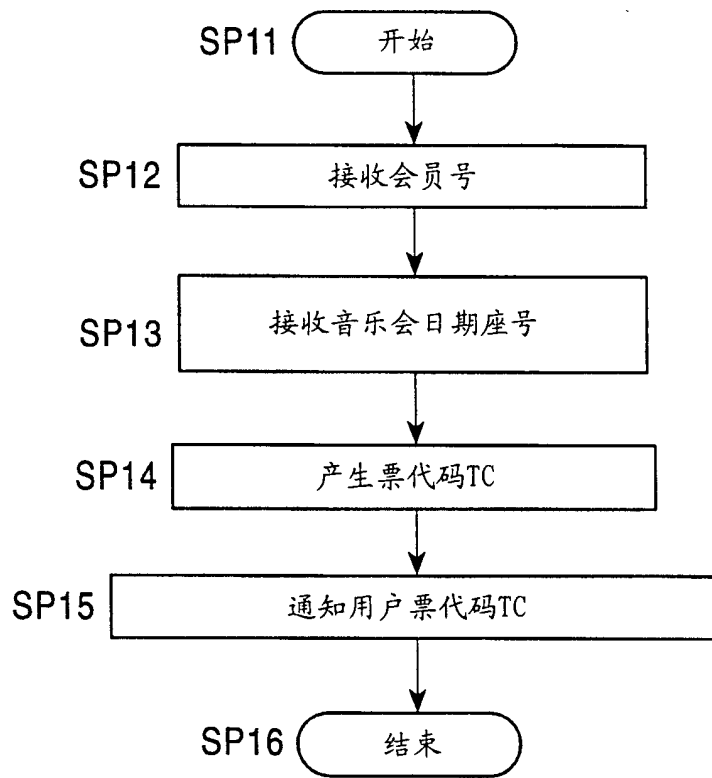 SP11 开始
SP12 接收会员号
SP13 接收音乐会日期座号
SP14 产生票代码TC
SP15 通知用户票代码TC
SP16 结束